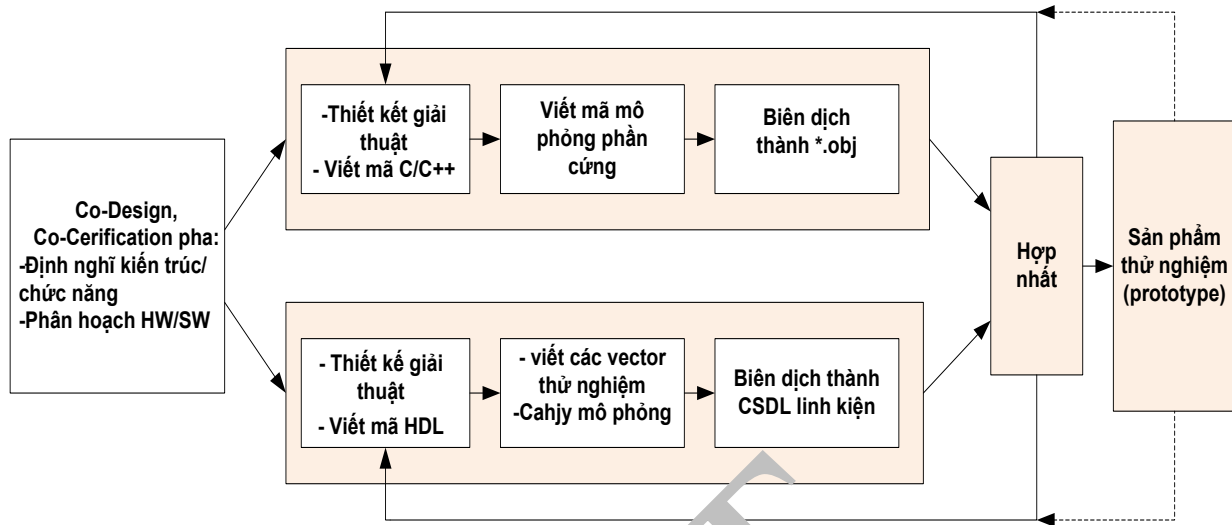 Co-Design,
Co-Cerification pha:
-Định nghĩ kiến trúc/
chức năng
-Phân hoạch HW/SW
-Thiết kết giải
thuật
- Viết mã C/C++
Viết mã mô
phỏng phần
cứng
Biên dịch
thành *.obj
- Thiết kế giải
thuật
- Viết mã HDL
- viết các vector
thử nghiệm
-Cahjy mô phỏng
Biên dịch thành
CSDL linh kiện
Hợp
nhất
Sản phẩm
thử nghiệm
(prototype)
T